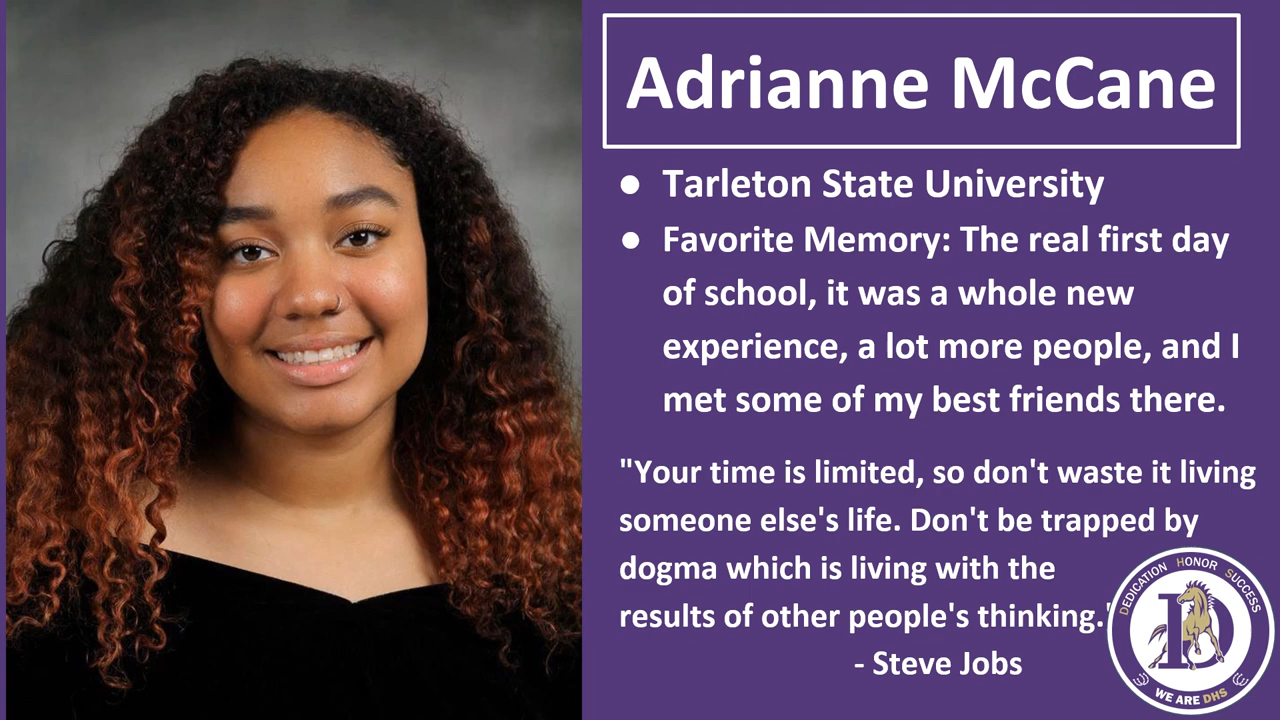 Adrianne McCane
● Tarleton State University
● Favorite Memory: The real first day
of school, it was a whole new
experience, a lot more people, and I
met some of my best friends there.
"Your time is limited, so don't waste it living
someone else's life. Don't be trapped by
dogma which is living with the
results of other people's thinking."
- Steve Jobs
DEDICATION HONOR SUCCESS
D
WE ARE DHS